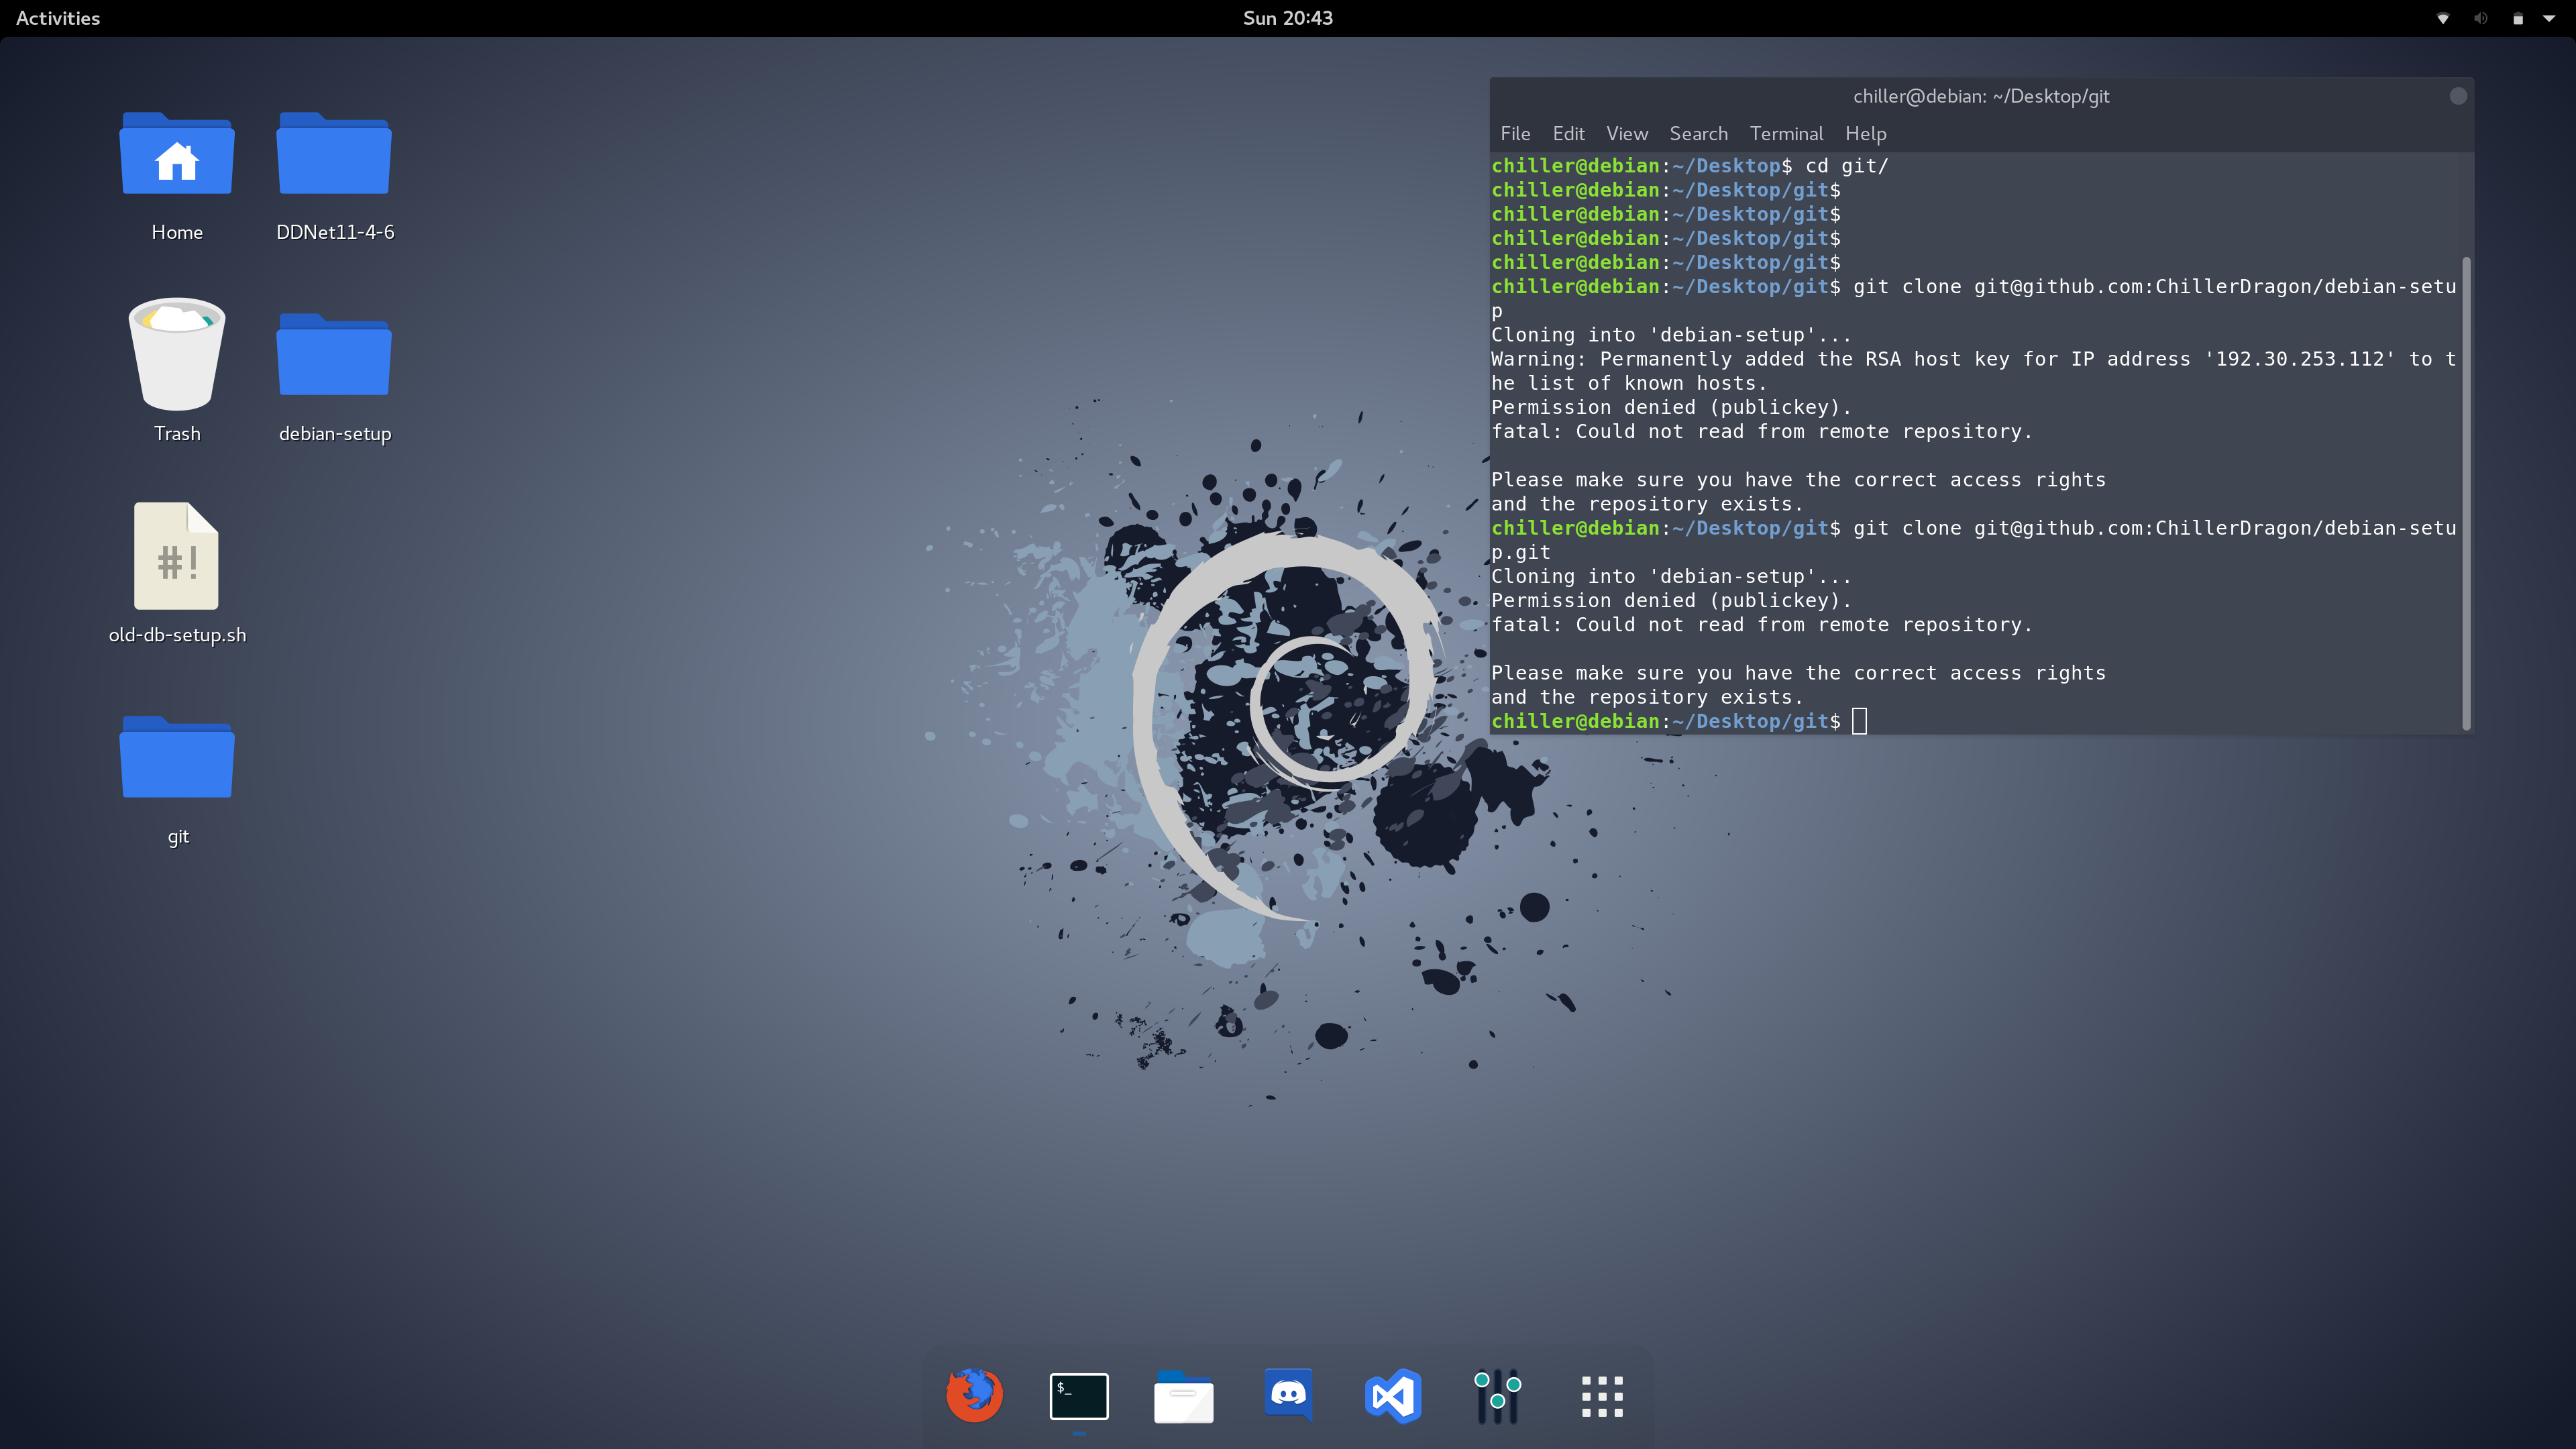 Activities
Sun 20:43
Home
DDNet11-4-6
Trash
debian-setup
#!
old-db-setup.sh
git
chiller@debian: ~/Desktop/git
File Edit View Search Terminal Help
chiller@debian:~/Desktop$ cd git/
chiller@debian:~/Desktop/git$
chiller@debian:~/Desktop/git$
chiller@debian:~/Desktop/git$
chiller@debian:~/Desktop/git$
chiller@debian:~/Desktop/git$ git clone git@github.com:ChillerDragon/debian-setu
p
Cloning into 'debian-setup'...
Warning: Permanently added the RSA host key for IP address '192.30.253.112' to t
he list of known hosts.
Permission denied (publickey).
fatal: Could not read from remote repository.
Please make sure you have the correct access rights
and the repository exists.
chiller@debian:~/Desktop/git$ git clone git@github.com:ChillerDragon/debian-setu
p.git
Cloning into 'debian-setup'...
Permission denied (publickey).
fatal: Could not read from remote repository.
Please make sure you have the correct access rights
and the repository exists.
chiller@debian:~/Desktop/git$
$_